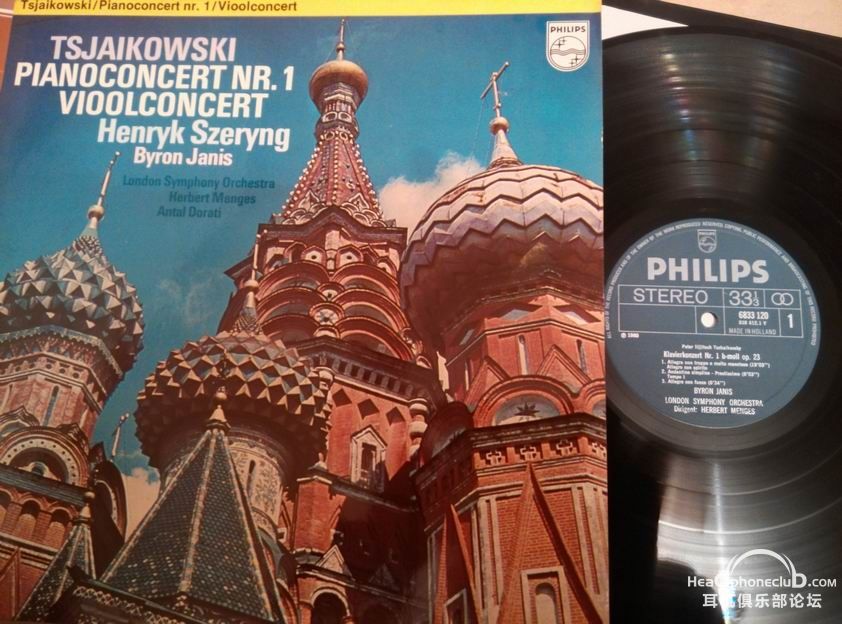 Tsjaikowski/Pianoconcert nr. 1/Vioolconcert
PHILIPS
TSJAIKOWSKI
PIANOCONCERT NR.1
VIOOLCONCERT
Henryk Szeryng
Byron Janis
London Symphony Orchestra
Herbert Menges
Antal Dorati
PHILIPS
STEREO
33⅓
6833 120
1
MADE IN HOLLAND
Klavierkonzert Nr. 1 b-moll op. 23
BYRON JANIS
LONDON SYMPHONY ORCHESTRA
Dirigent: HERBERT MENGES
耳机俱乐部论坛